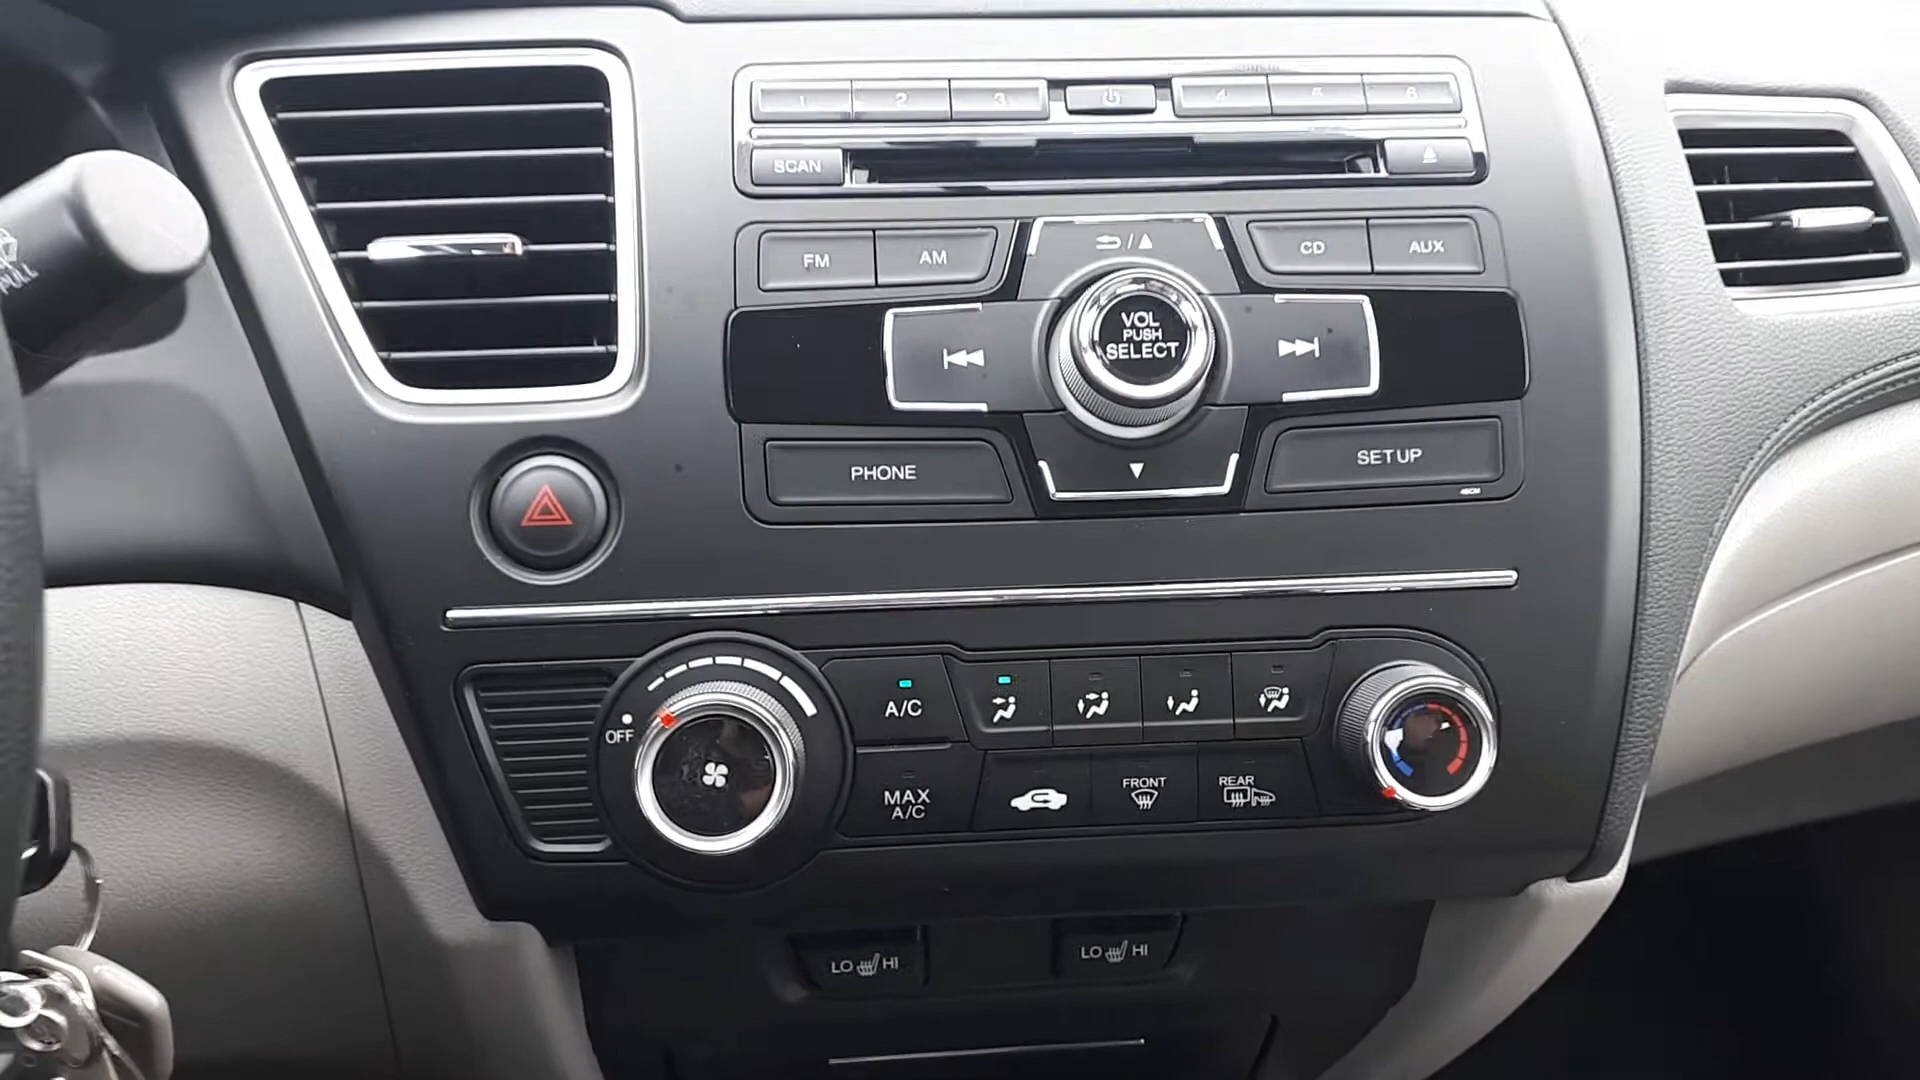 1 2 3 4 5 6
SCAN
FM AM CD AUX
VOL
PUSH
SELECT
PHONE
SETUP
PULL
OFF
A/C
MAX
A/C
FRONT
REAR
LO HI
LO HI